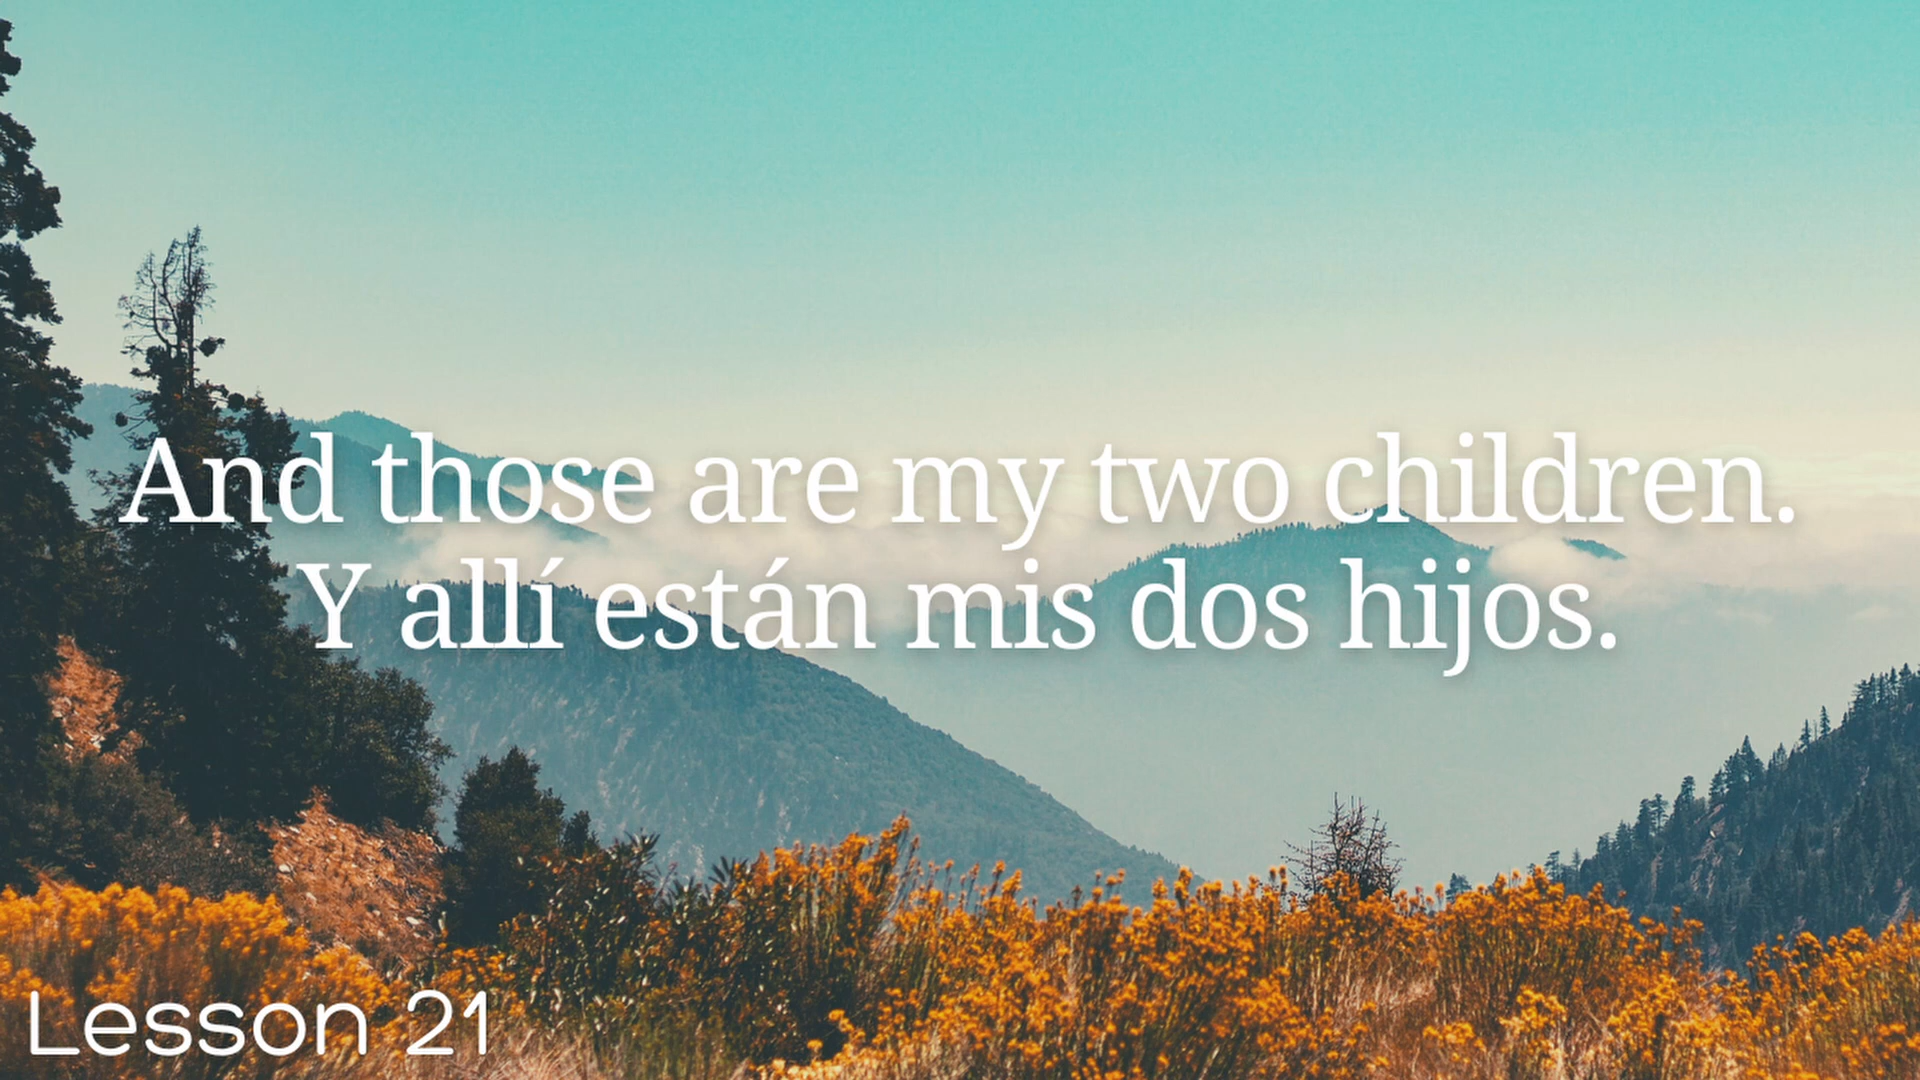 And those are my two children.
Y allí están mis dos hijos.
Lesson 21